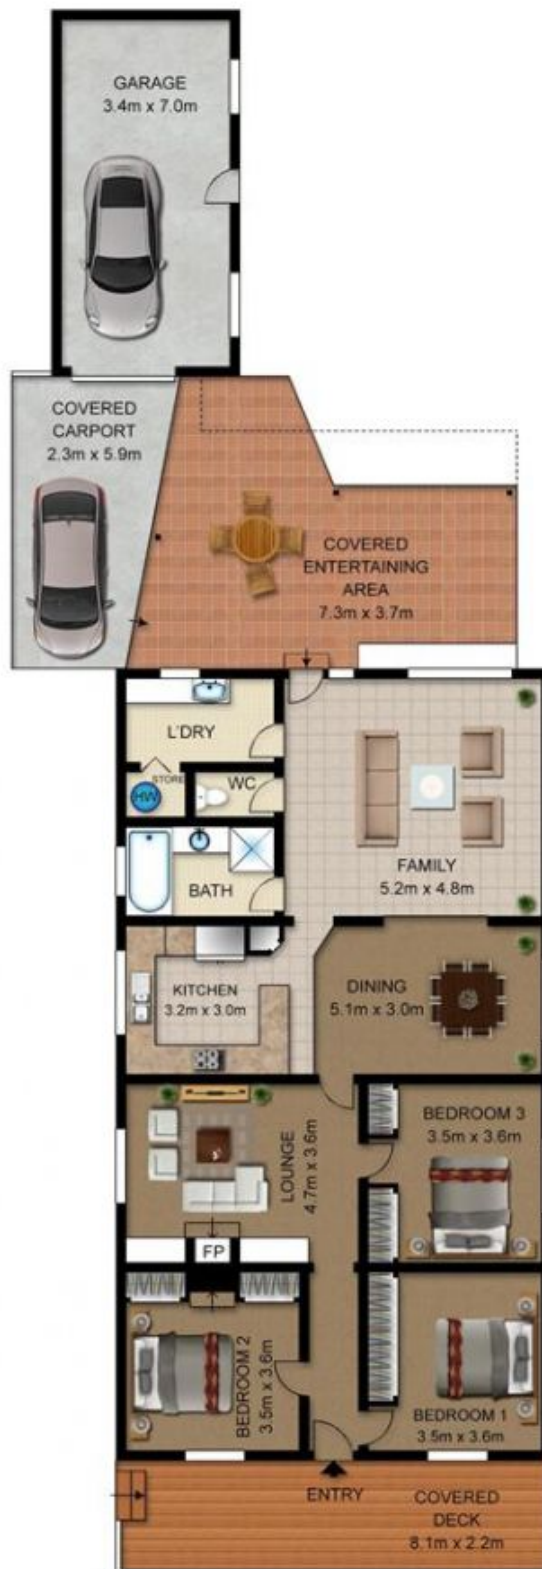 GARAGE
3.4m x 7.0m
COVERED
CARPORT
2.3m x 5.9m
COVERED
ENTERTAINING
AREA
7.3m x 3.7m
L'DRY
STORE
HW
WC
BATH
FAMILY
5.2m x 4.8m
KITCHEN
3.2m x 3.0m
DINING
5.1m x 3.0m
LOUNGE
4.7m x 3.6m
FP
BEDROOM 3
3.5m x 3.6m
BEDROOM 2
3.5m x 3.6m
BEDROOM 1
3.5m x 3.6m
ENTRY
COVERED
DECK
8.1m x 2.2m